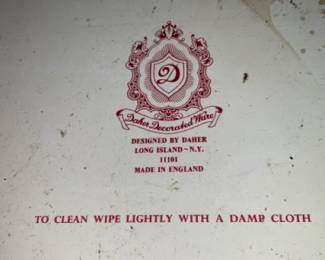 D
Daher Decorated Ware
DESIGNED BY DAHER
LONG ISLAND - N.Y.
11101
MADE IN ENGLAND
TO CLEAN WIPE LIGHTLY WITH A DAMP CLOTH